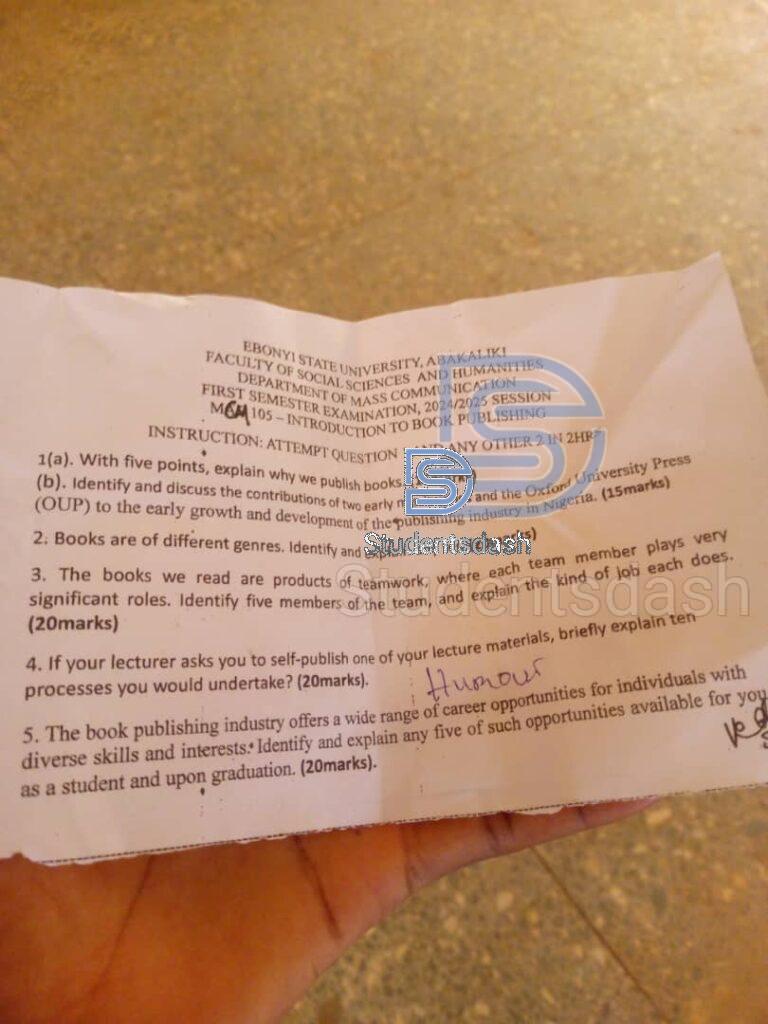 EBONYI STATE UNIVERSITY, ABAKALIKI
FACULTY OF SOCIAL SCIENCES AND HUMANITIES
DEPARTMENT OF MASS COMMUNICATION
FIRST SEMESTER EXAMINATION, 2024/2025 SESSION
MCM 105 – INTRODUCTION TO BOOK PUBLISHING
INSTRUCTION: ATTEMPT QUESTION AND ANY OTHER 2 IN 2HRS
1(a). With five points, explain why we publish books
(b). Identify and discuss the contributions of two early and the Oxford University Press
(OUP) to the early growth and development of the publishing industry in Nigeria. (15marks)
2. Books are of different genres. Identify and
3. The books we read are products of teamwork, where each team member plays very
significant roles. Identify five members of the team, and explain the kind of job each does.
(20marks)
4. If your lecturer asks you to self-publish one of your lecture materials, briefly explain ten
processes you would undertake? (20marks).
Humour
5. The book publishing industry offers a wide range of career opportunities for individuals with
diverse skills and interests. Identify and explain any five of such opportunities available for you
as a student and upon graduation. (20marks).
Studentsdash
Studentsdash